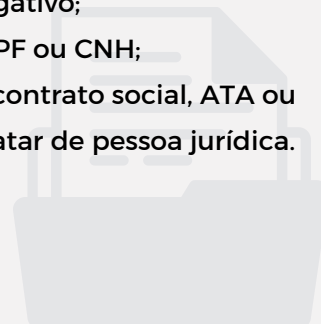 gativo;
PF ou CNH;
contrato social, ATA ou
atar de pessoa jurídica.